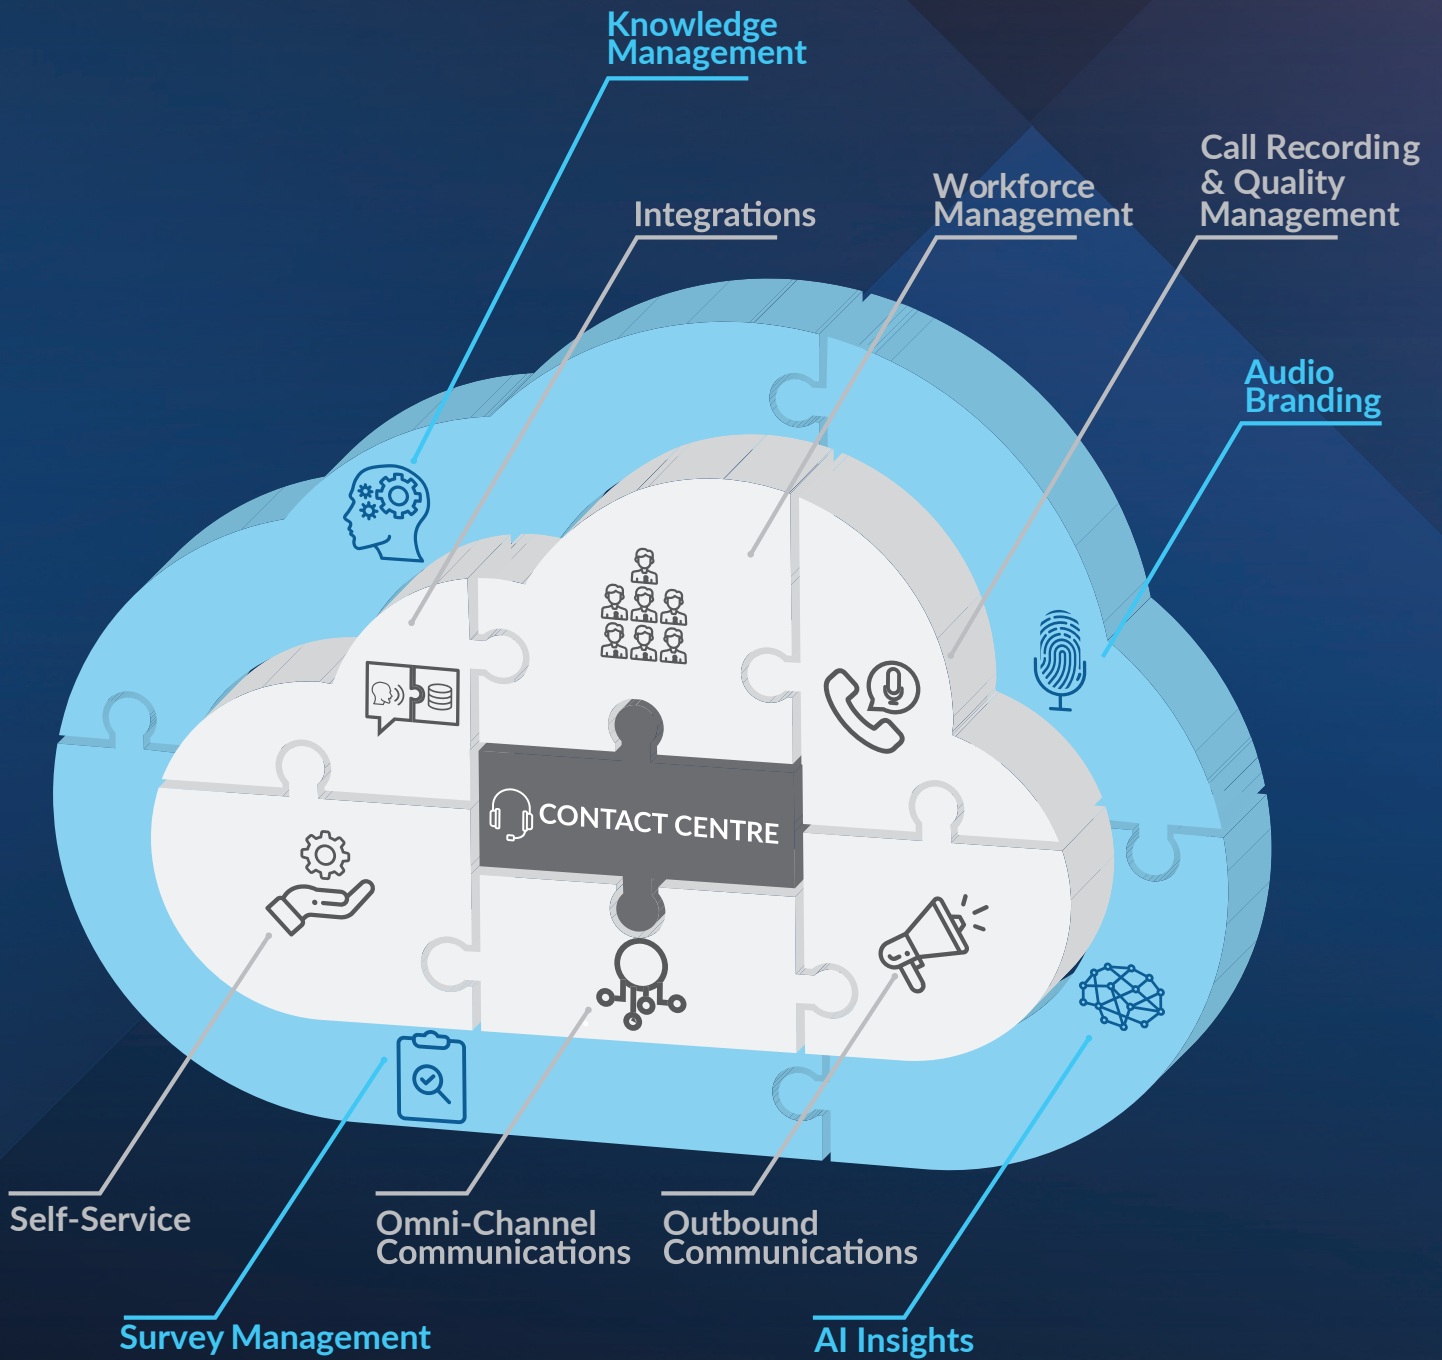 Knowledge
Management
Integrations
Workforce
Management
Call Recording
& Quality
Management
Audio
Branding
CONTACT CENTRE
Self-Service
Omni-Channel
Communications
Outbound
Communications
Survey Management
AI Insights